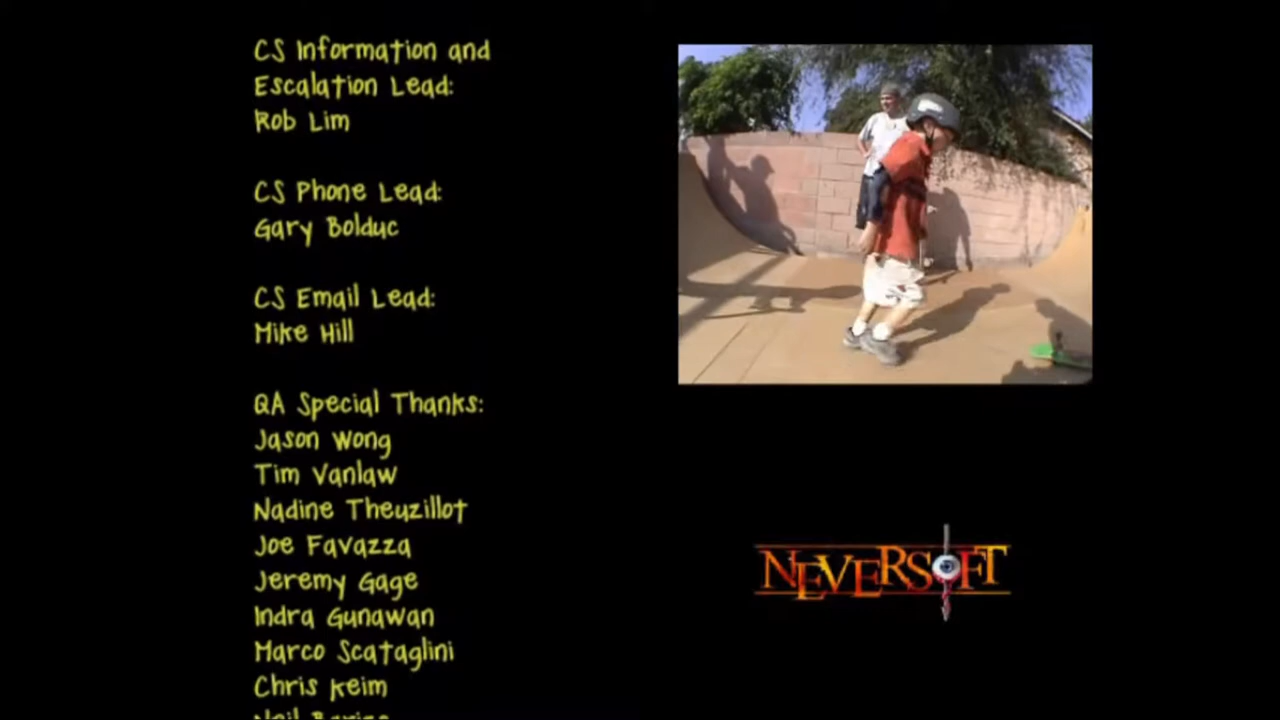 CS Information and
Escalation Lead:
Rob Lim
CS Phone Lead:
Gary Bolduc
CS Email Lead:
Mike Hill
QA Special Thanks:
Jason Wong
Tim Vanlaw
Nadine Theuzillot
Joe Favazza
Jeremy Gage
Indra Gunawan
Marco Scataglini
Chris Keim
NEVERSOFT